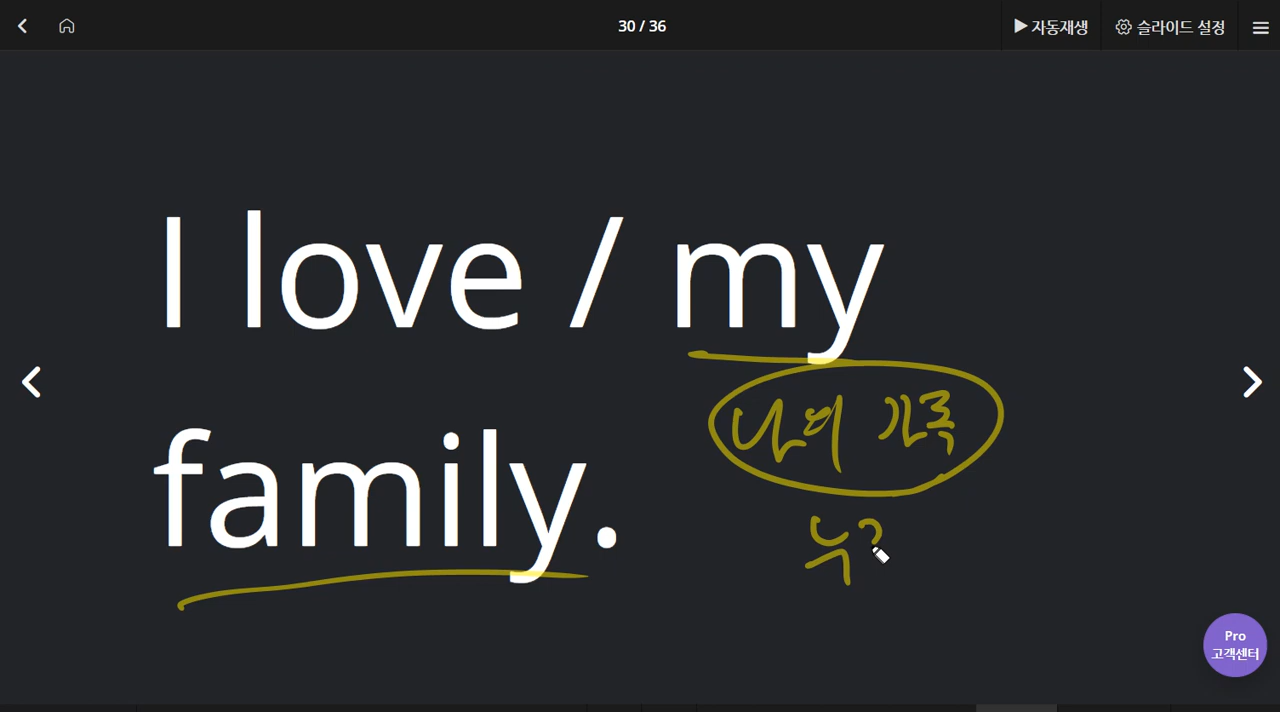 30 / 36
▶ 자동재생
슬라이드 설정
I love / my
family.
나의 가족
누?
Pro
고객센터